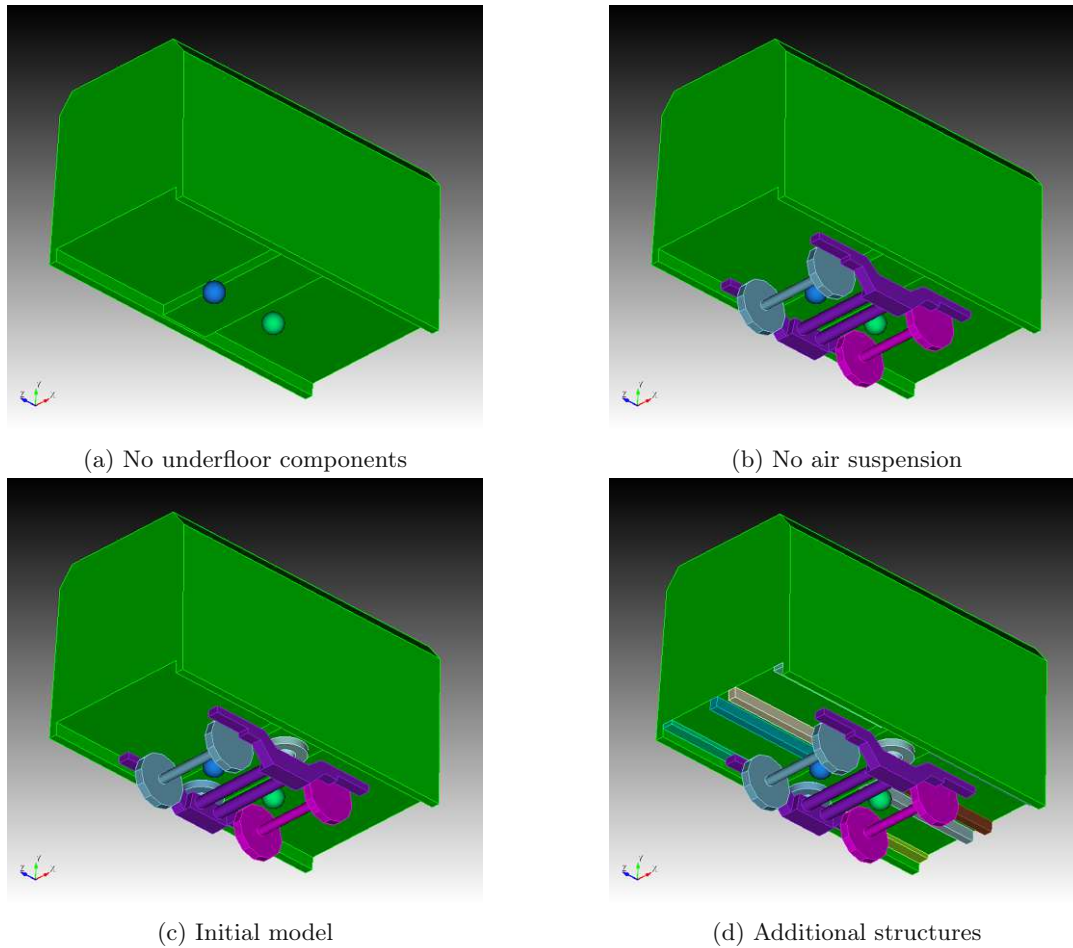 Y
Z
X
(a) No underfloor components
Y
Z
X
(b) No air suspension
Y
Z
X
(c) Initial model
Y
Z
X
(d) Additional structures